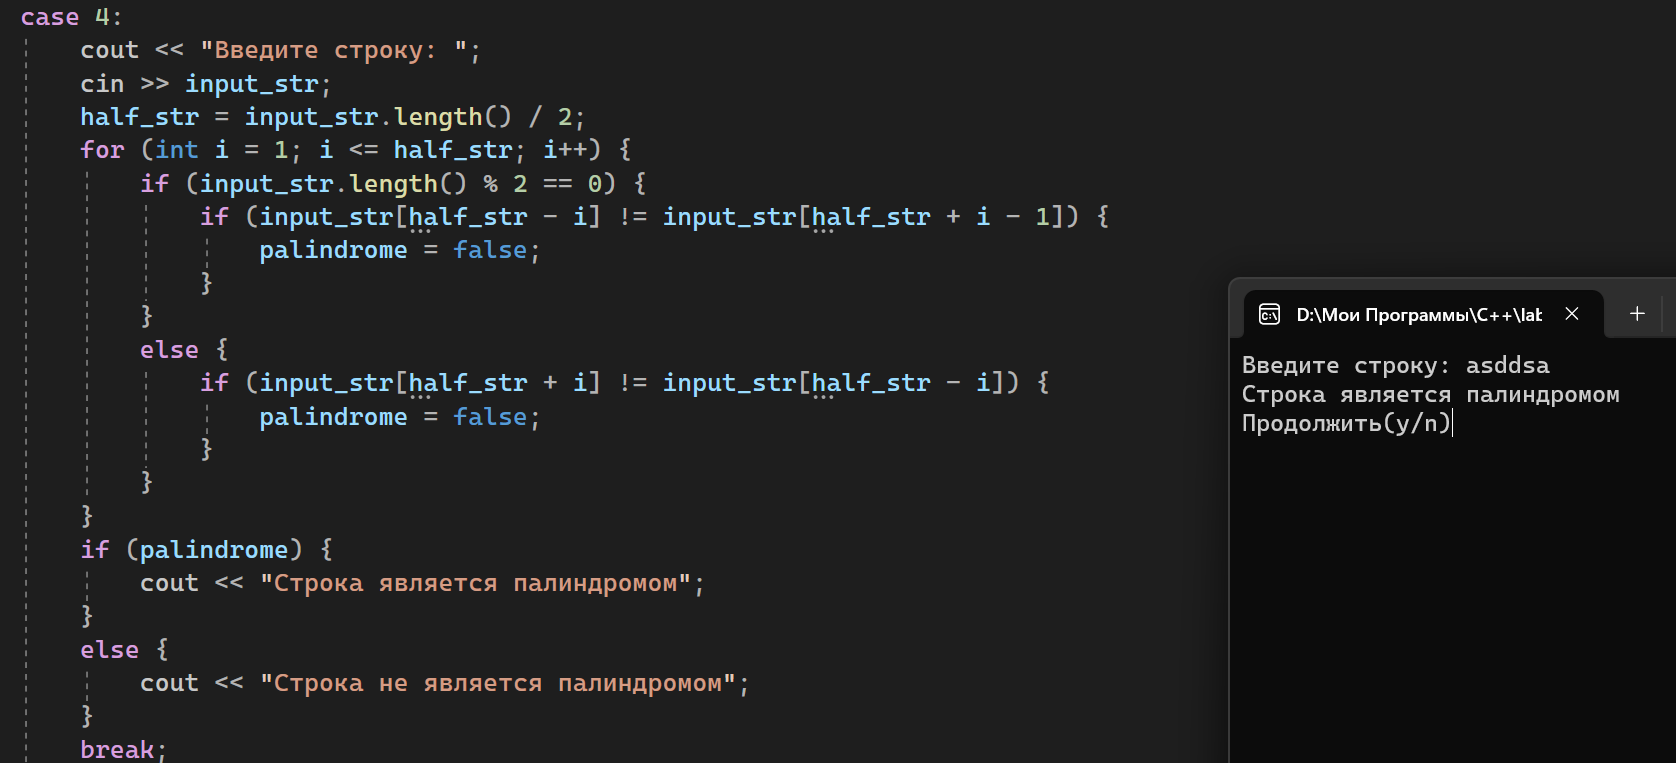 case 4:
cout << "Введите строку: ";
cin >> input_str;
half_str = input_str.length() / 2;
for (int i = 1; i <= half_str; i++) {
if (input_str.length() % 2 == 0) {
if (input_str[half_str - i] != input_str[half_str + i - 1]) {
palindrome = false;
}
}
else {
if (input_str[half_str + i] != input_str[half_str - i]) {
palindrome = false;
}
}
}
if (palindrome) {
cout << "Строка является палиндромом";
}
else {
cout << "Строка не является палиндромом";
}
break;
D:\Мои Программы\C++\lab
Введите строку: asddsa
Строка является палиндромом
Продолжить(y/n)